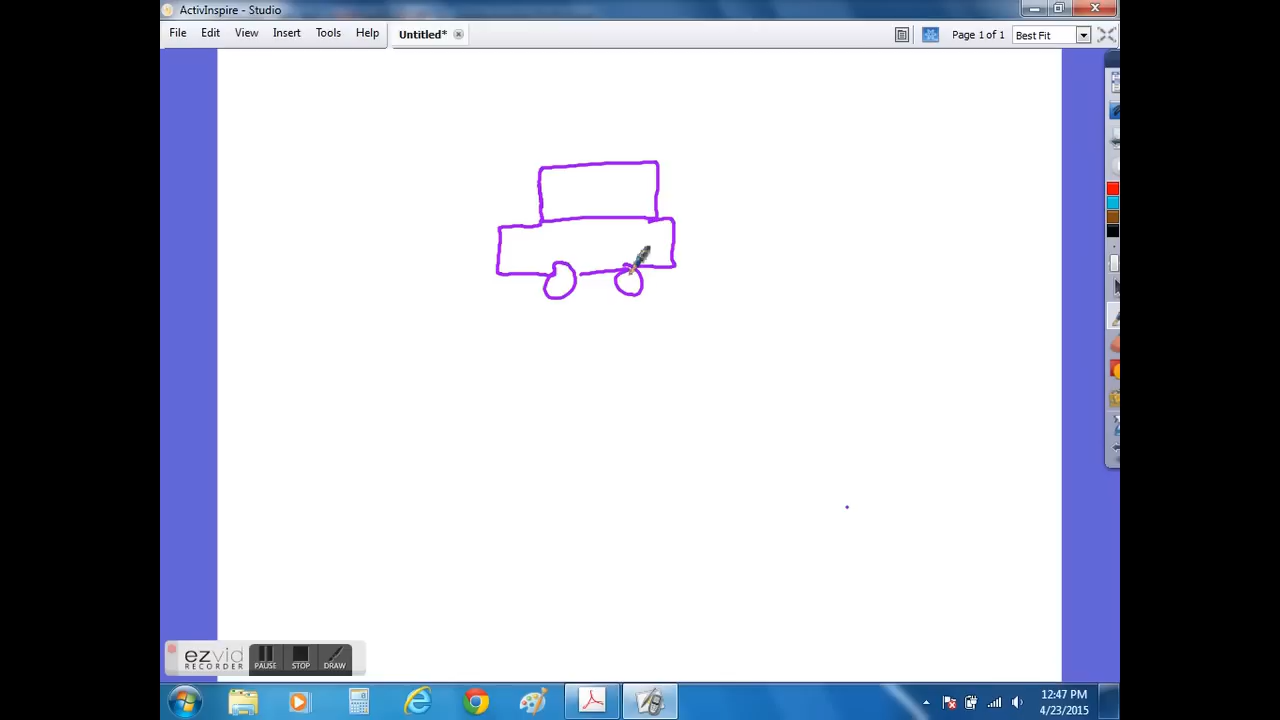 ActivInspire - Studio
File Edit View Insert Tools Help
Untitled*
Page 1 of 1
Best Fit
ezvid
RECORDER
PAUSE STOP DRAW
12:47 PM
4/23/2015